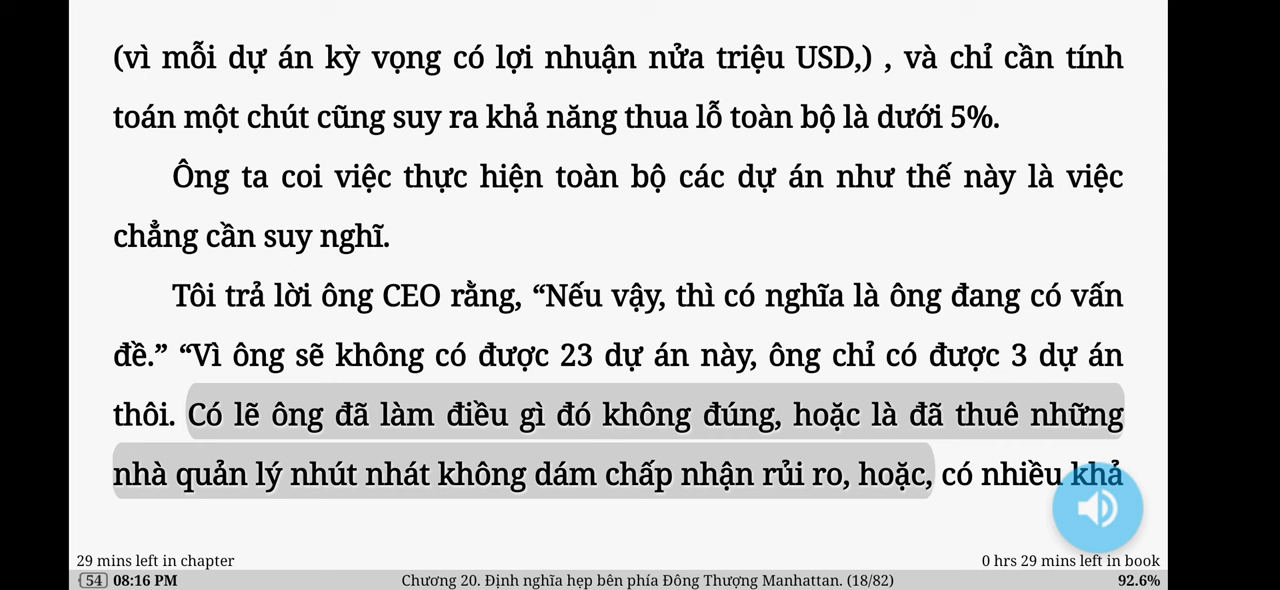 (vì mỗi dự án kỳ vọng có lợi nhuận nửa triệu USD,) , và chỉ cần tính
toán một chút cũng suy ra khả năng thua lỗ toàn bộ là dưới 5%.
Ông ta coi việc thực hiện toàn bộ các dự án như thế này là việc
chẳng cần suy nghĩ.
Tôi trả lời ông CEO rằng, “Nếu vậy, thì có nghĩa là ông đang có vấn
đề.” “Vì ông sẽ không có được 23 dự án này, ông chỉ có được 3 dự án
thôi. Có lẽ ông đã làm điều gì đó không đúng, hoặc là đã thuê những
nhà quản lý nhút nhát không dám chấp nhận rủi ro, hoặc, có nhiều khả
29 mins left in chapter
0 hrs 29 mins left in book
54 08:16 PM
Chương 20. Định nghĩa hẹp bên phía Đông Thượng Manhattan. (18/82)
92.6%